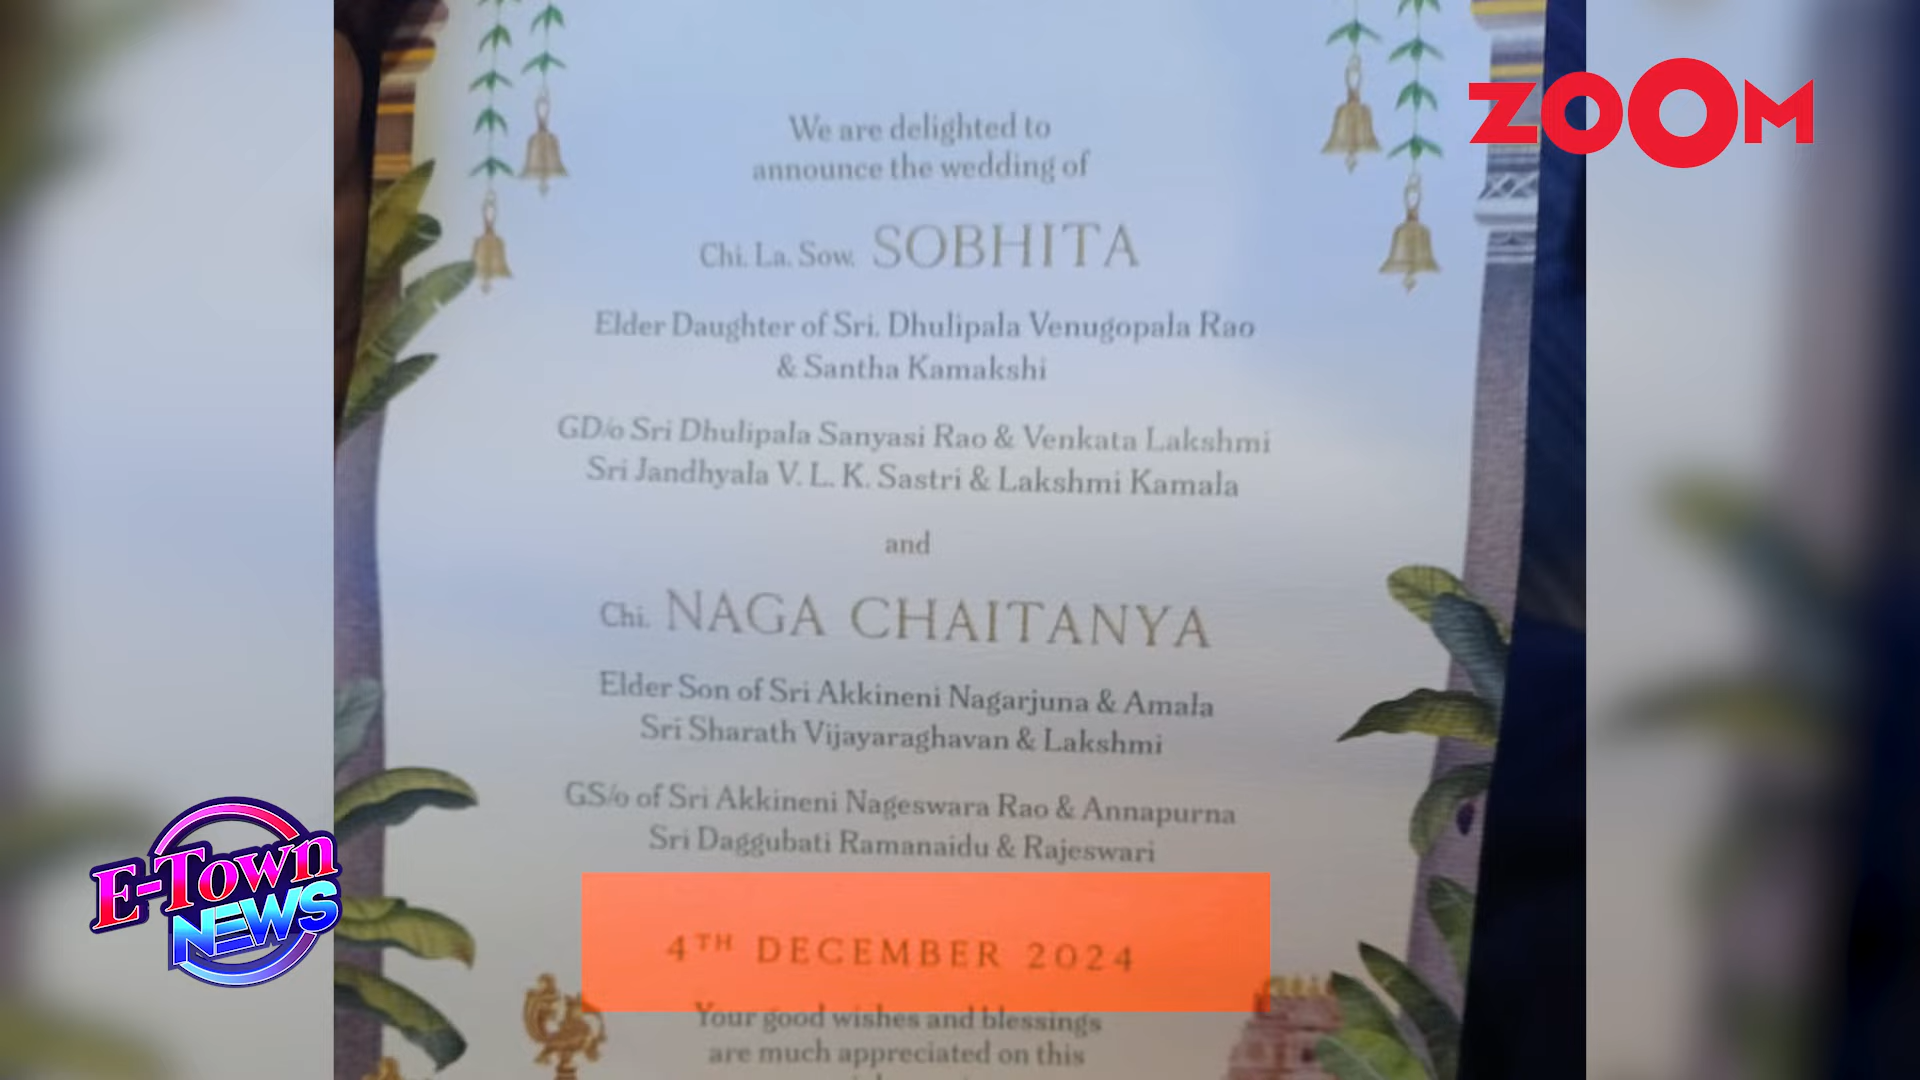 ZOOM
We are delighted to
announce the wedding of
Chi. La. Sow. SOBHITA
Elder Daughter of Sri. Dhulipala Venugopala Rao
& Santha Kamakshi
GD/o Sri Dhulipala Sanyasi Rao & Venkata Lakshmi
Sri Jandhyala V. L. K. Sastri & Lakshmi Kamala
and
Chi. NAGA CHAITANYA
Elder Son of Sri Akkineni Nagarjuna & Amala
Sri Sharath Vijayaraghavan & Lakshmi
GS/o of Sri Akkineni Nageswara Rao & Annapurna
Sri Daggubati Ramanaidu & Rajeswari
4TH DECEMBER 2024
Your good wishes and blessings
are much appreciated on this
E-Town
NEWS